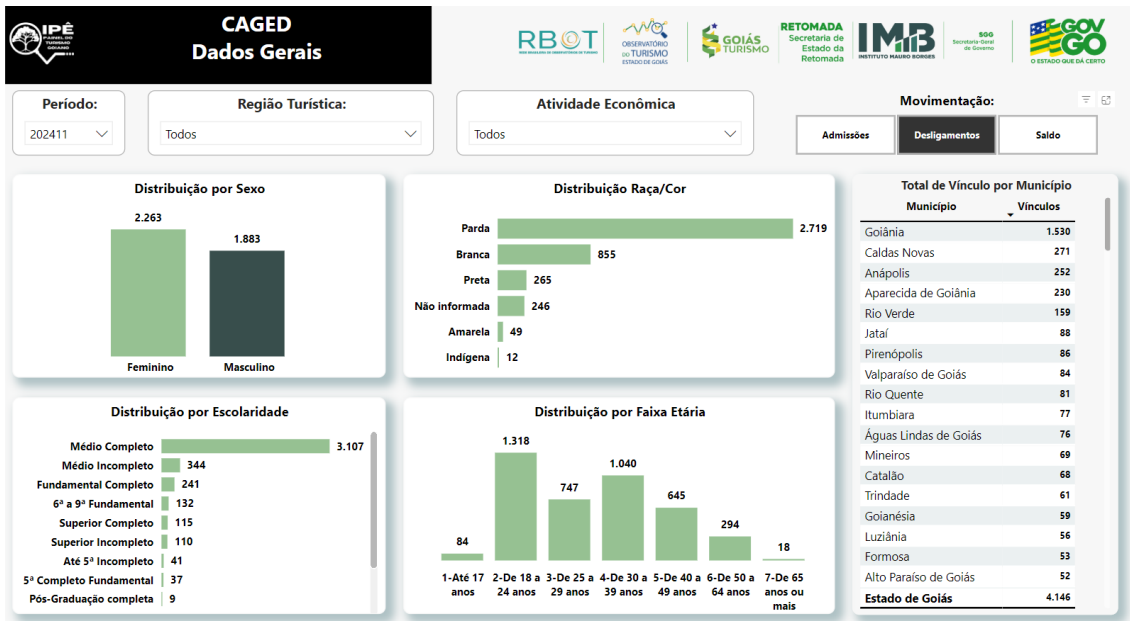 IPÊ
PAINEL DO
TURISMO
GOIANO
CAGED
Dados Gerais
RBOT
OBSERVATÓRIO
DO TURISMO
ESTADO DE GOIÁS
GOIÁS
TURISMO
RETOMADA
Secretaria de
Estado da
Retomada
IMB
INSTITUTO MAURO BORGES
SGG
Secretaria-Geral
de Governo
GOV
GO
O ESTADO QUE DÁ CERTO
Período:
202411
Região Turística:
Todos
Atividade Econômica
Todos
Movimentação:
Admissões
Desligamentos
Saldo
Distribuição por Sexo
2.263
1.883
Feminino
Masculino
Distribuição Raça/Cor
Parda 2.719
Branca 855
Preta 265
Não informada 246
Amarela 49
Indígena 12
Total de Vínculo por Município
Município Vínculos
Goiânia 1.530
Caldas Novas 271
Anápolis 252
Aparecida de Goiânia 230
Rio Verde 159
Jataí 88
Pirenópolis 86
Valparaíso de Goiás 84
Rio Quente 81
Itumbiara 77
Águas Lindas de Goiás 76
Mineiros 69
Catalão 68
Trindade 61
Goianésia 59
Luziânia 56
Formosa 53
Alto Paraíso de Goiás 52
Estado de Goiás 4.146
Distribuição por Escolaridade
Médio Completo 3.107
Médio Incompleto 344
Fundamental Completo 241
6ª a 9ª Fundamental 132
Superior Completo 115
Superior Incompleto 110
Até 5ª Incompleto 41
5ª Completo Fundamental 37
Pós-Graduação completa 9
Distribuição por Faixa Etária
84
1.318
747
1.040
645
294
18
1-Até 17 anos
2-De 18 a 24 anos
3-De 25 a 29 anos
4-De 30 a 39 anos
5-De 40 a 49 anos
6-De 50 a 64 anos
7-De 65 anos ou mais